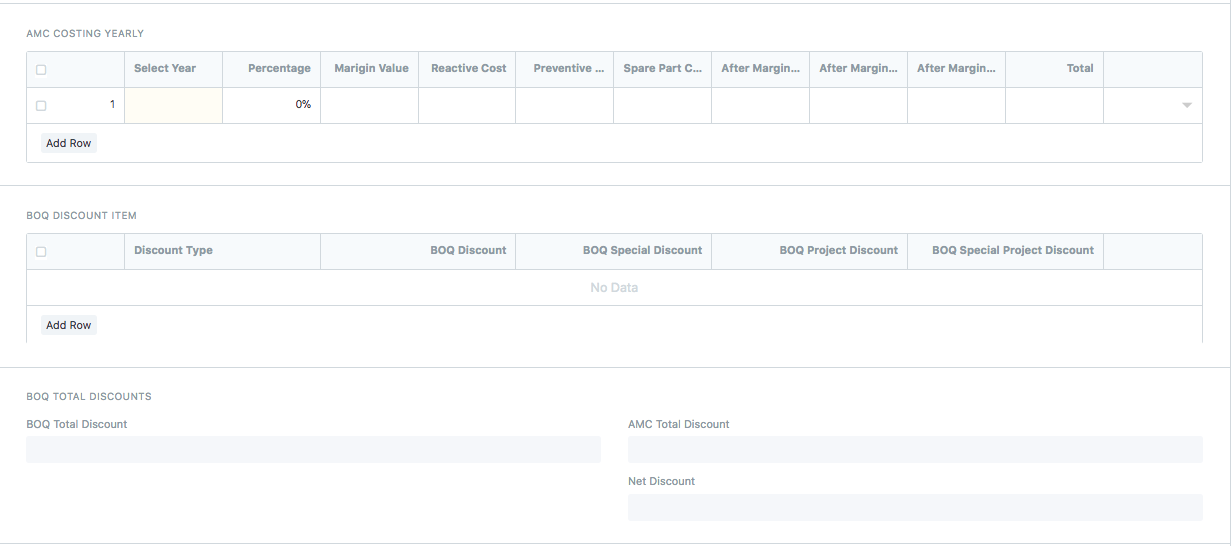 AMC COSTING YEARLY
Select Year Percentage Margin Value Reactive Cost Preventive ... Spare Part C... After Margin... After Margin... After Margin... Total
1 0%
Add Row
BOQ DISCOUNT ITEM
Discount Type BOQ Discount BOQ Special Discount BOQ Project Discount BOQ Special Project Discount
No Data
Add Row
BOQ TOTAL DISCOUNTS
BOQ Total Discount AMC Total Discount
Net Discount